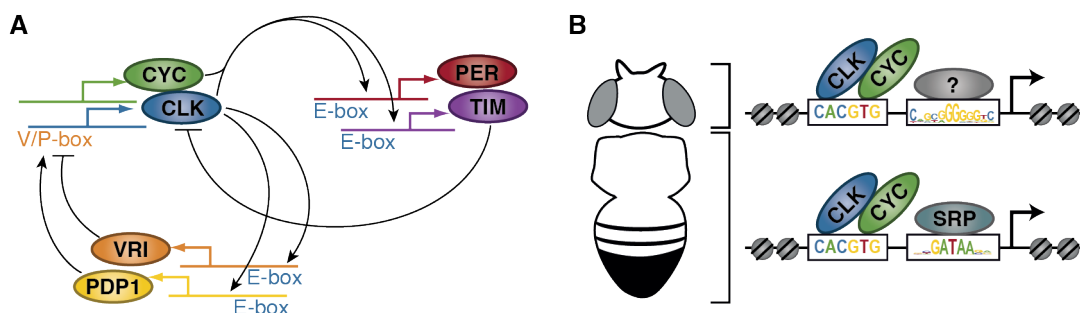 A
CYC
CLK
V/P-box
PER
TIM
E-box
E-box
VRI
PDP1
E-box
E-box
B
CLK
CYC
?
CACGTG
CLK
CYC
SRP
CACGTG
GATAA